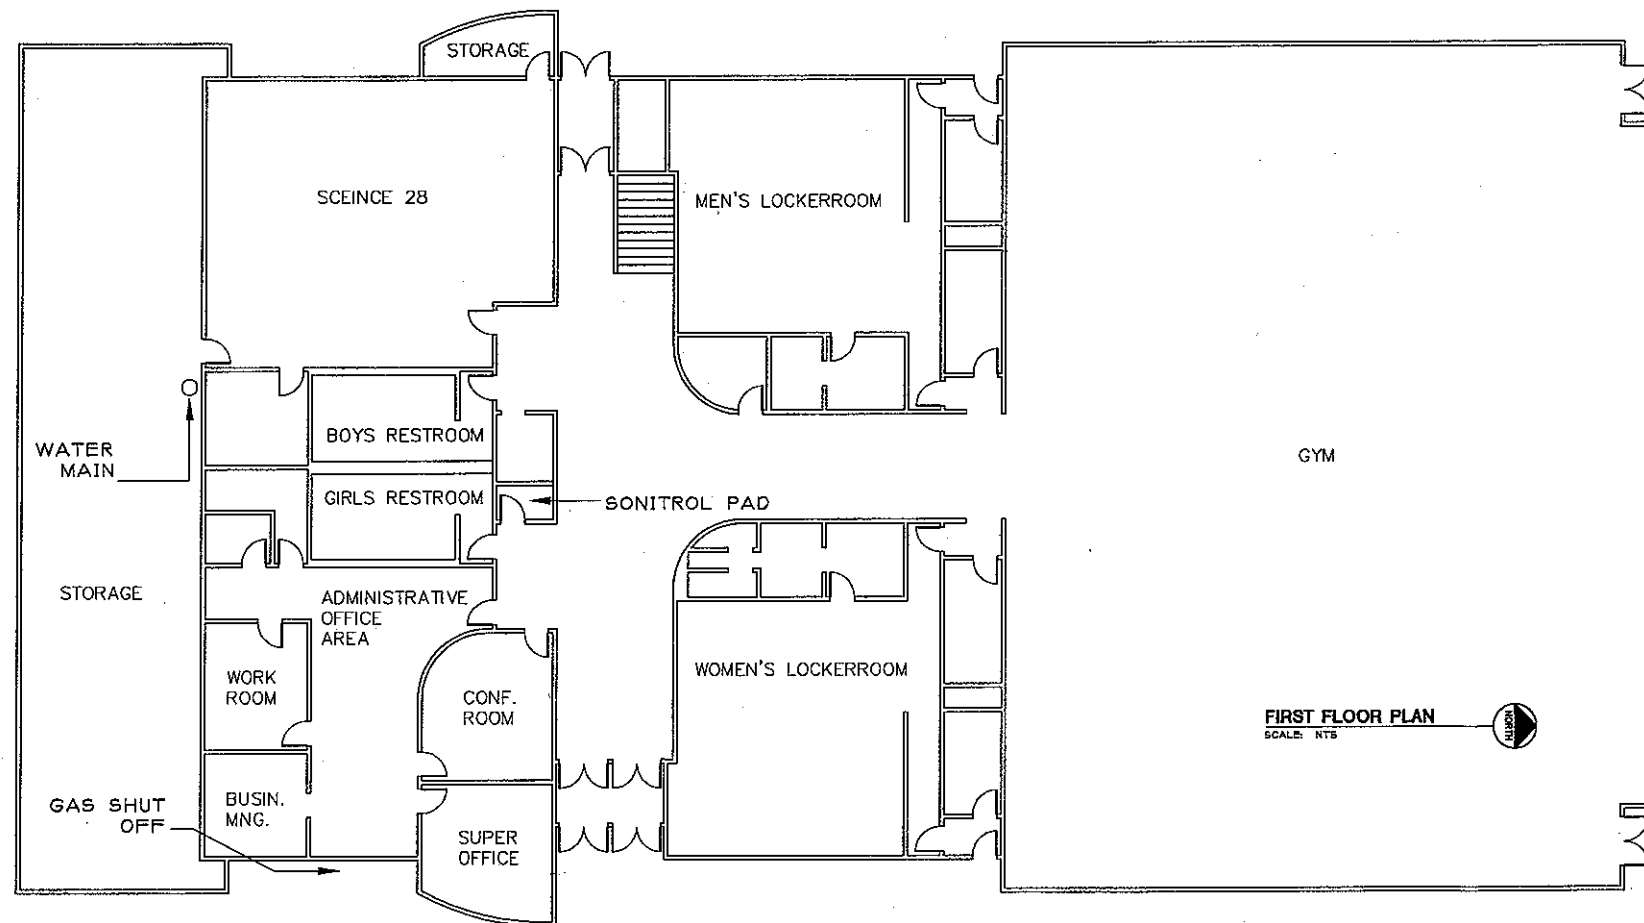 STORAGE
SCEINCE 28
MEN'S LOCKERROOM
WATER
MAIN
BOYS RESTROOM
GYM
GIRLS RESTROOM
SONITROL PAD
STORAGE
ADMINISTRATIVE
OFFICE
AREA
WORK
ROOM
CONF.
ROOM
WOMEN'S LOCKERROOM
FIRST FLOOR PLAN
SCALE: NTS
NORTH
GAS SHUT
OFF
BUSIN.
MNG.
SUPER
OFFICE